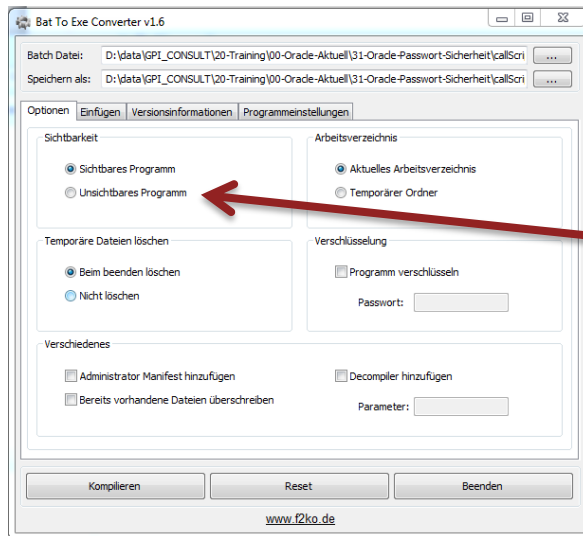 Bat To Exe Converter v1.6
Batch Datei: D:\data\GPI_CONSULT\20-Training\00-Oracle-Aktuell\31-Oracle-Passwort-Sicherheit\callScri ...
Speichern als: D:\data\GPI_CONSULT\20-Training\00-Oracle-Aktuell\31-Oracle-Passwort-Sicherheit\callScri ...
Optionen Einfügen Versionsinformationen Programmeinstellungen
Sichtbarkeit Arbeitsverzeichnis
Sichtbares Programm Aktuelles Arbeitsverzeichnis
Unsichtbares Programm Temporärer Ordner
Temporäre Dateien löschen Verschlüsselung
Beim beenden löschen Programm verschlüsseln
Nicht löschen Passwort:
Verschiedenes
Administrator Manifest hinzufügen Decompiler hinzufügen
Bereits vorhandene Dateien überschreiben Parameter:
Kompilieren Reset Beenden
www.f2ko.de